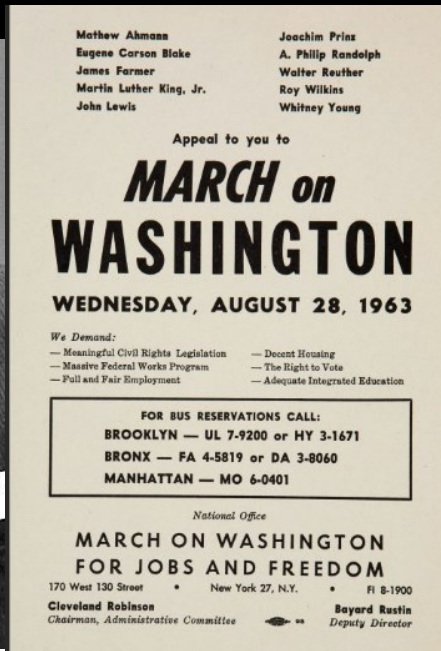 Mathew Ahmann
Eugene Carson Blake
James Farmer
Martin Luther King, Jr.
John Lewis
Joachim Prinz
A. Philip Randolph
Walter Reuther
Roy Wilkins
Whitney Young
Appeal to you to
MARCH on
WASHINGTON
WEDNESDAY, AUGUST 28, 1963
We Demand:
— Meaningful Civil Rights Legislation
— Massive Federal Works Program
— Full and Fair Employment
— Decent Housing
— The Right to Vote
— Adequate Integrated Education
FOR BUS RESERVATIONS CALL:
BROOKLYN — UL 7-9200 or HY 3-1671
BRONX — FA 4-5819 or DA 3-8060
MANHATTAN — MO 6-0401
National Office
MARCH ON WASHINGTON
FOR JOBS AND FREEDOM
170 West 130 Street • New York 27, N.Y. • FI 8-1900
Cleveland Robinson
Chairman, Administrative Committee
Bayard Rustin
Deputy Director